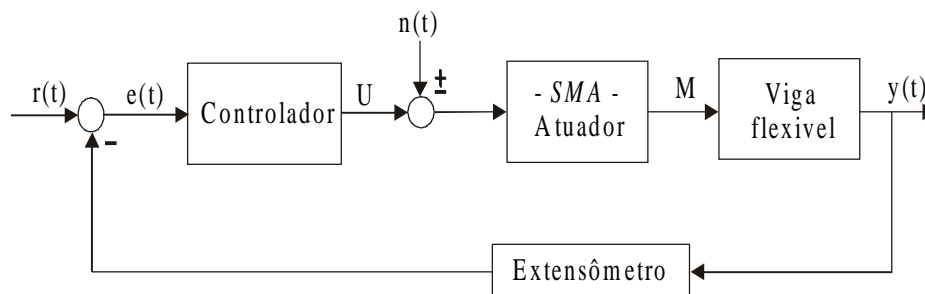 n(t)
±
r(t)
e(t)
Controlador
U
- SMA -
Atuador
M
Viga
flexivel
y(t)
-
Extensômetro